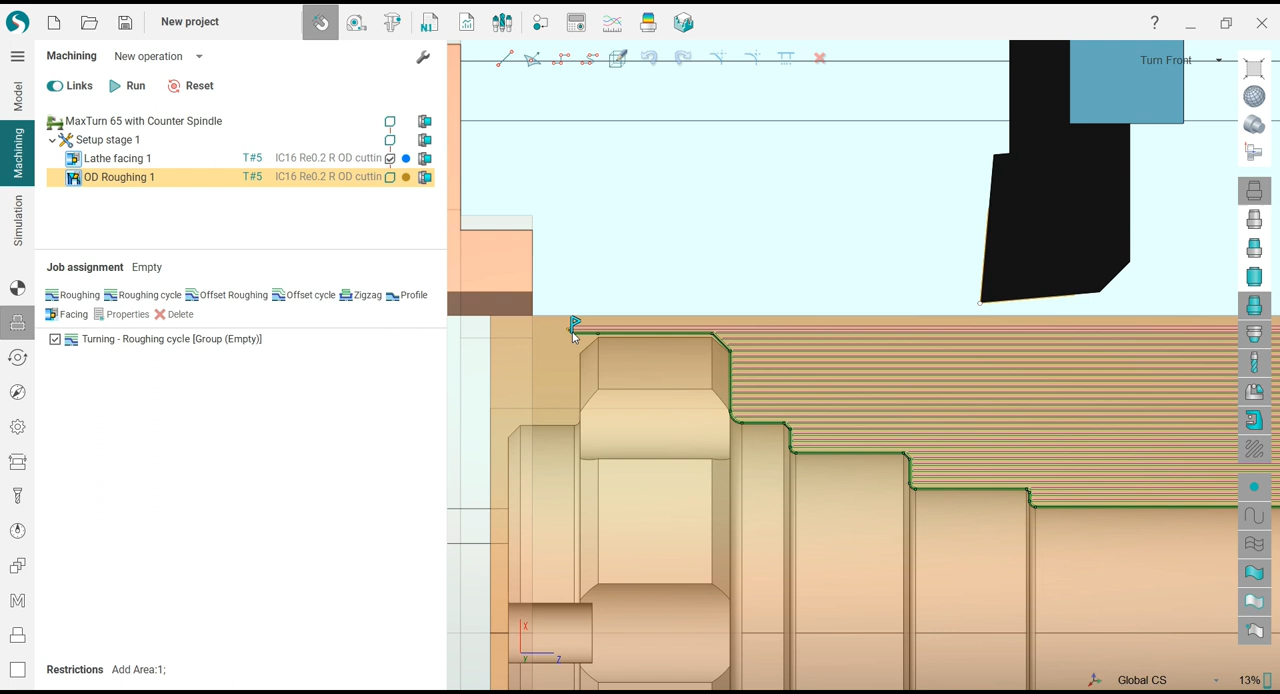 New project
?
Machining New operation
Turn Front
Links Run Reset
Model
MaxTurn 65 with Counter Spindle
Setup stage 1
Lathe facing 1 T#5 IC16 Re0.2 R OD cuttin
OD Roughing 1 T#5 IC16 Re0.2 R OD cuttin
Machining
Simulation
Job assignment Empty
Roughing Roughing cycle Offset Roughing Offset cycle Zigzag Profile
Facing Properties Delete
Turning - Roughing cycle [Group (Empty)]
X
Y Z
Restrictions Add Area:1;
Global CS 13%